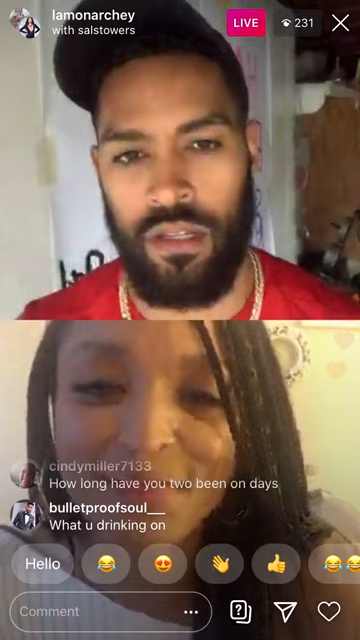 lamonarchey
with salstowers
LIVE
231
cindymiller7133
How long have you two been on days
bulletproofsoul__
What u drinking on
Hello
Comment